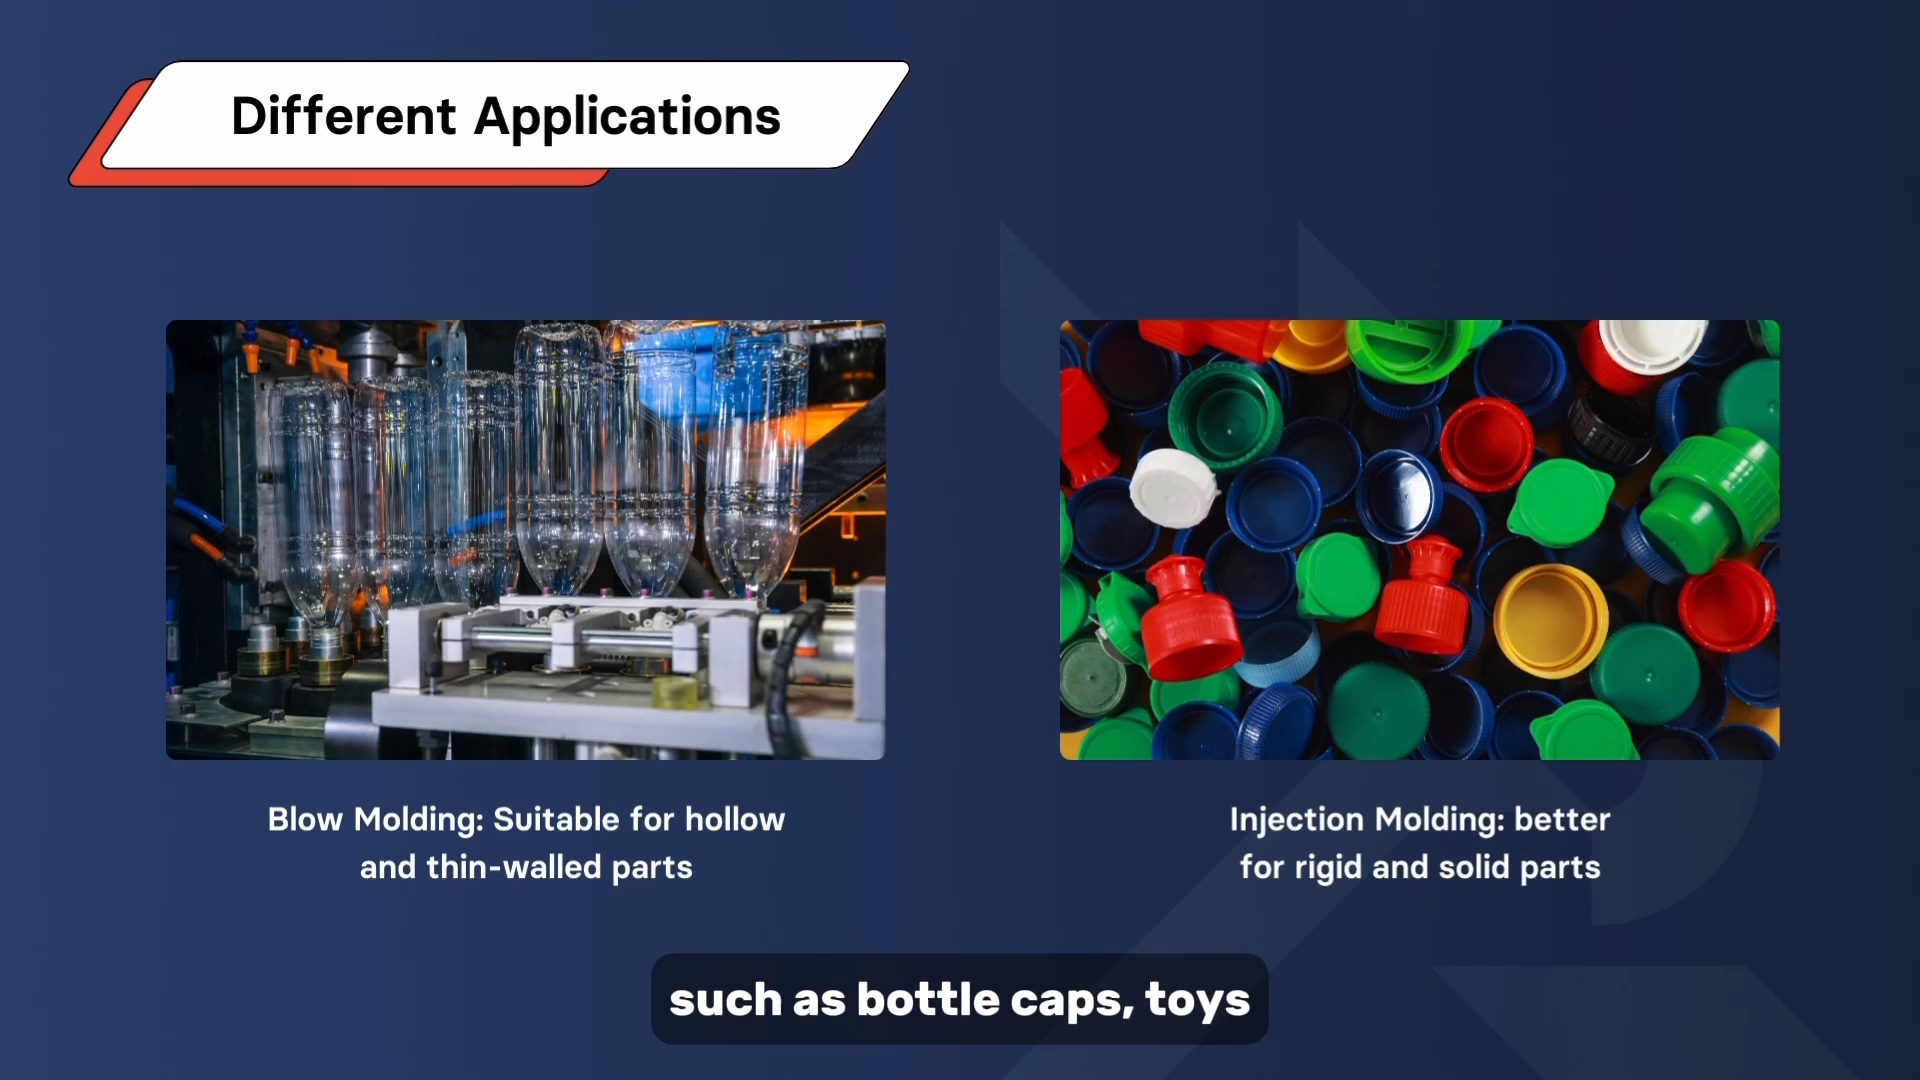 Different Applications
Blow Molding: Suitable for hollow
and thin-walled parts
Injection Molding: better
for rigid and solid parts
such as bottle caps, toys